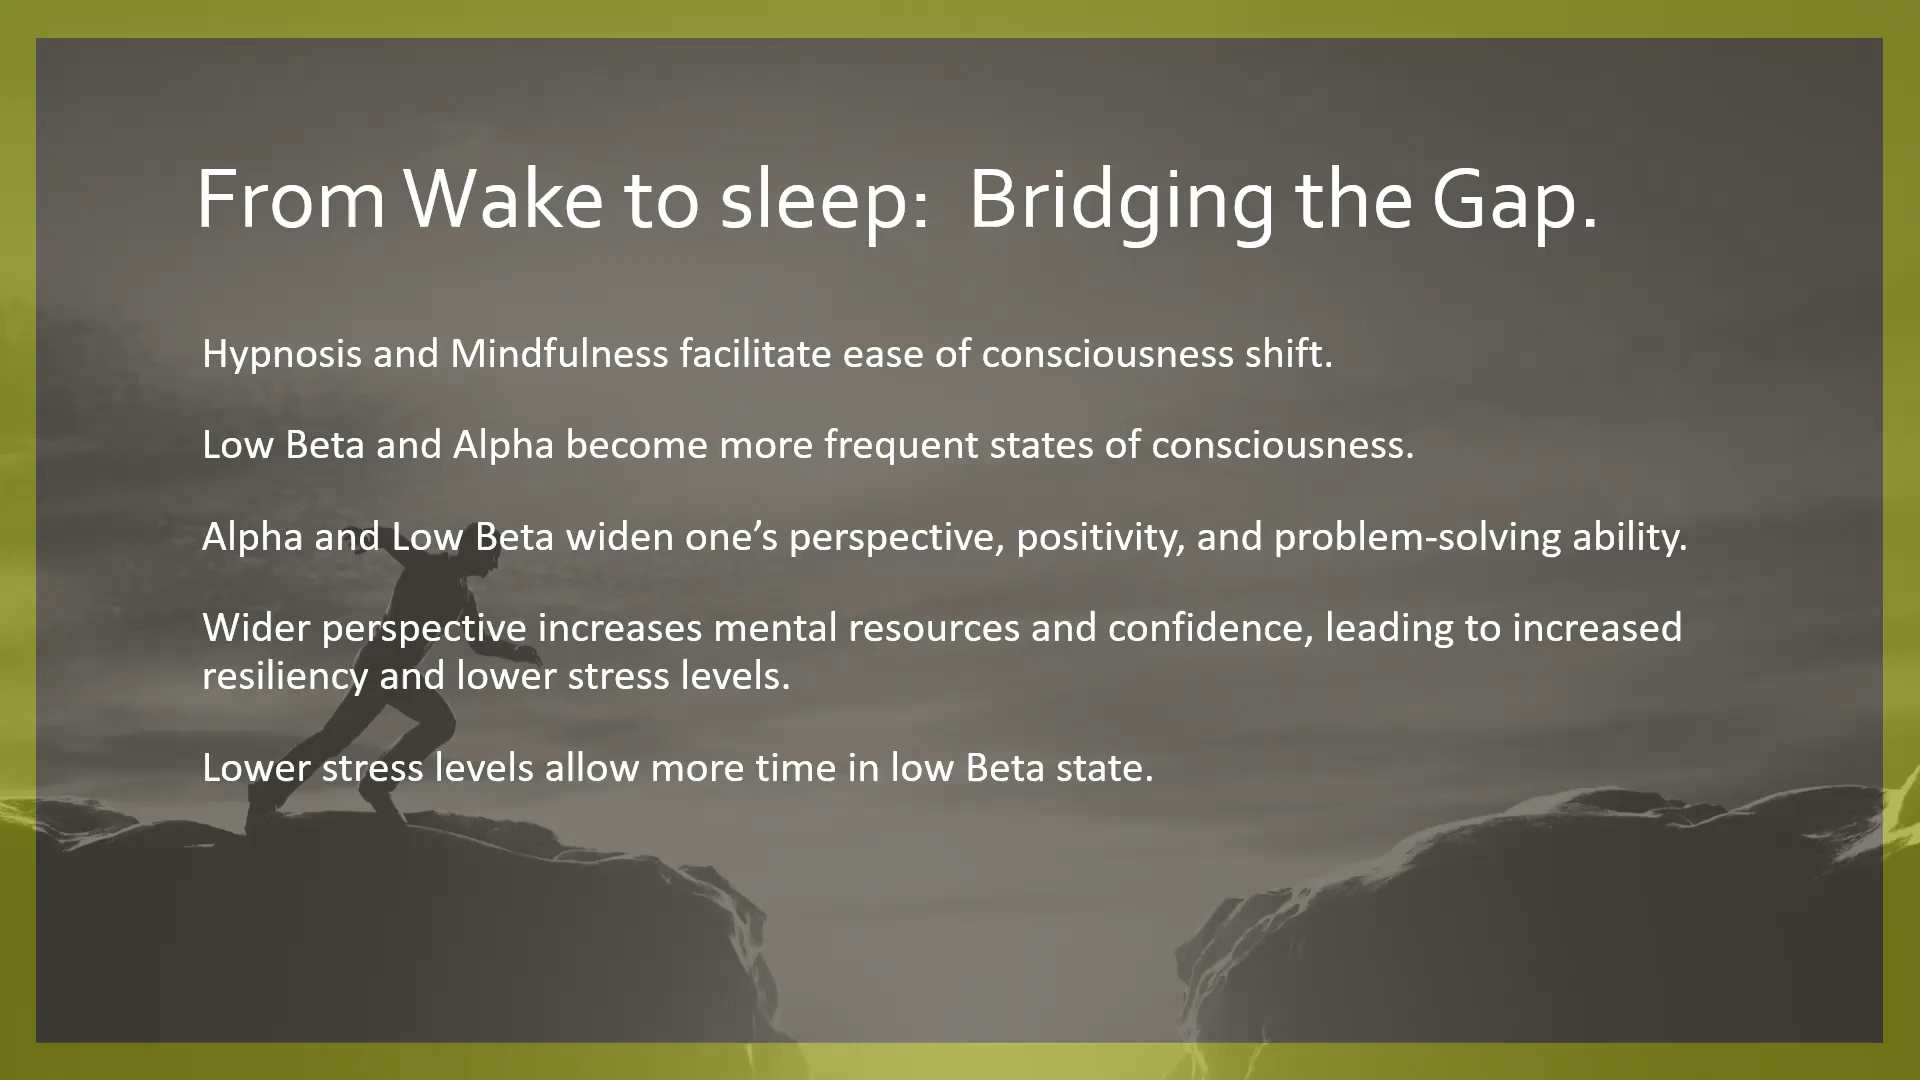 From Wake to sleep:  Bridging the Gap.
Hypnosis and Mindfulness facilitate ease of consciousness shift.
Low Beta and Alpha become more frequent states of consciousness.
Alpha and Low Beta widen one’s perspective, positivity, and problem-solving ability.
Wider perspective increases mental resources and confidence, leading to increased
resiliency and lower stress levels.
Lower stress levels allow more time in low Beta state.